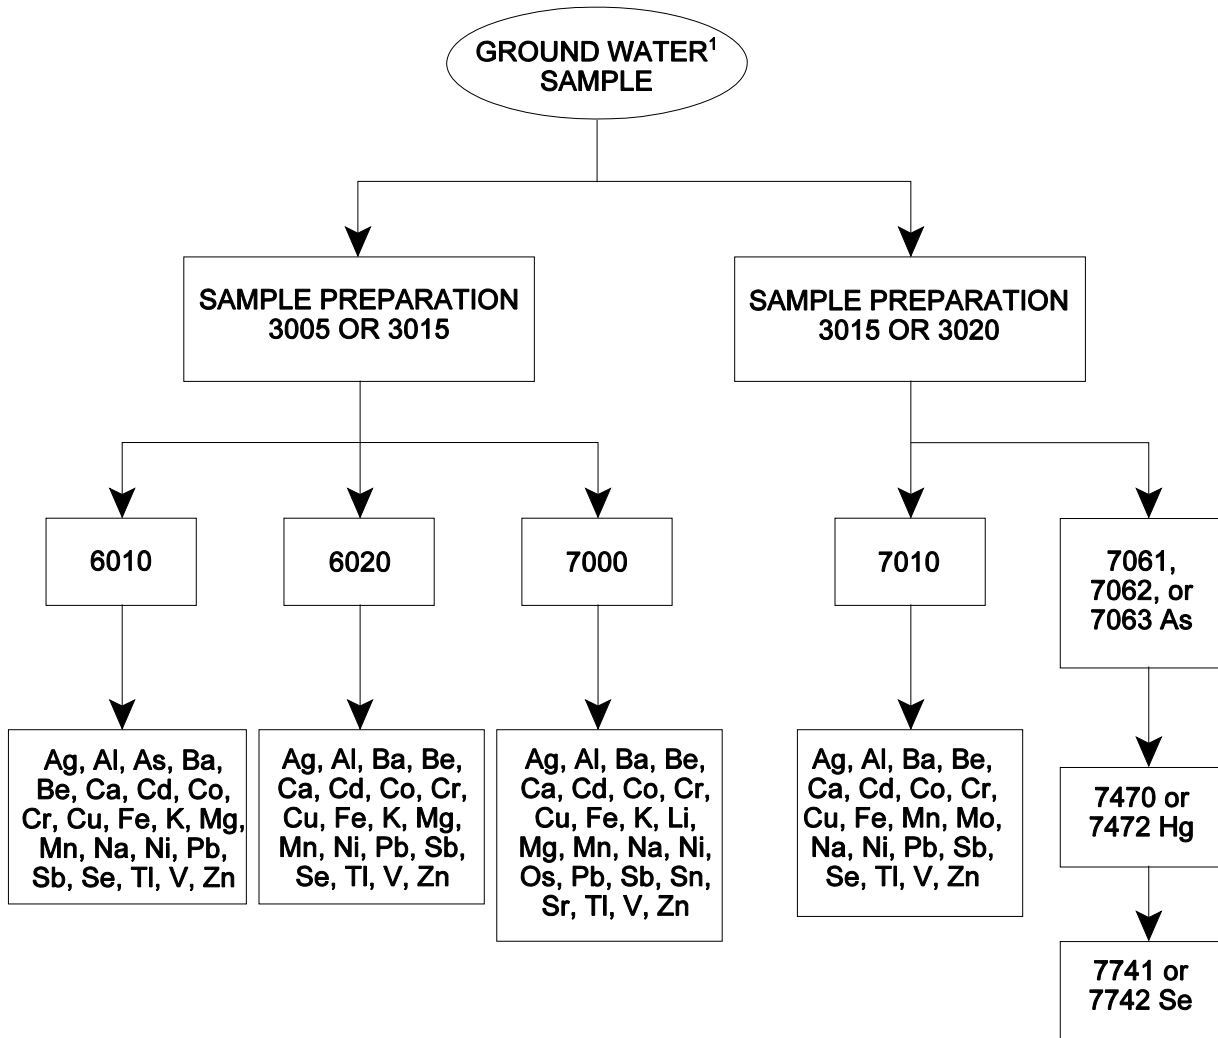 GROUND WATER¹
SAMPLE
SAMPLE PREPARATION
3005 OR 3015
SAMPLE PREPARATION
3015 OR 3020
6010
6020
7000
7010
7061,
7062, or
7063 As
Ag, Al, As, Ba,
Be, Ca, Cd, Co,
Cr, Cu, Fe, K, Mg,
Mn, Na, Ni, Pb,
Sb, Se, Tl, V, Zn
Ag, Al, Ba, Be,
Ca, Cd, Co, Cr,
Cu, Fe, K, Mg,
Mn, Ni, Pb, Sb,
Se, Tl, V, Zn
Ag, Al, Ba, Be,
Ca, Cd, Co, Cr,
Cu, Fe, K, Li,
Mg, Mn, Na, Ni,
Os, Pb, Sb, Sn,
Sr, Tl, V, Zn
Ag, Al, Ba, Be,
Ca, Cd, Co, Cr,
Cu, Fe, Mn, Mo,
Na, Ni, Pb, Sb,
Se, Tl, V, Zn
7470 or
7472 Hg
7741 or
7742 Se